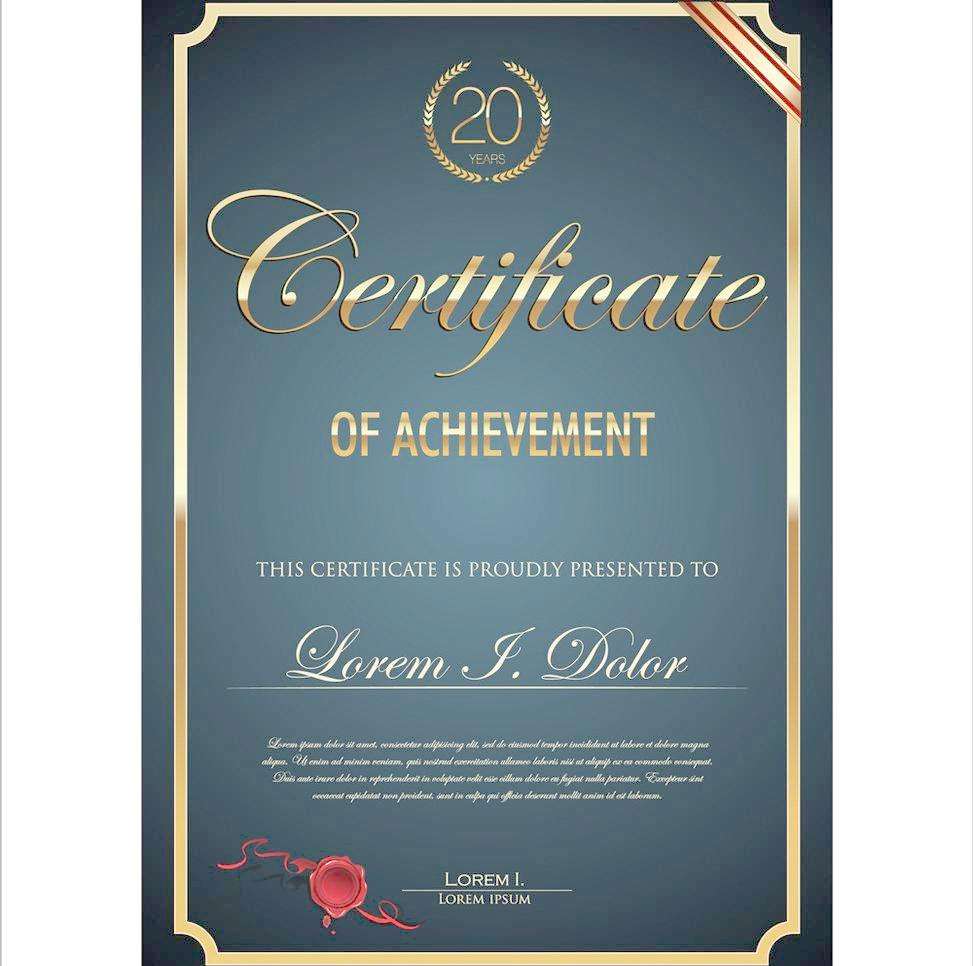 20
YEARS
Certificate
OF ACHIEVEMENT
THIS CERTIFICATE IS PROUDLY PRESENTED TO
Lorem I. Dolor
Lorem ipsum dolor sit amet, consectetur adipisicing elit, sed do eiusmod tempor incididunt ut labore et dolore magna
aliqua. Ut enim ad minim veniam, quis nostrud exercitation ullamco laboris nisi ut aliquip ex ea commodo consequat.
Duis aute irure dolor in reprehenderit in voluptate velit esse cillum dolore eu fugiat nulla pariatur. Excepteur sint
occaecat cupidatat non proident, sunt in culpa qui officia deserunt mollit anim id est laborum.
LOREM I.
LOREM IPSUM